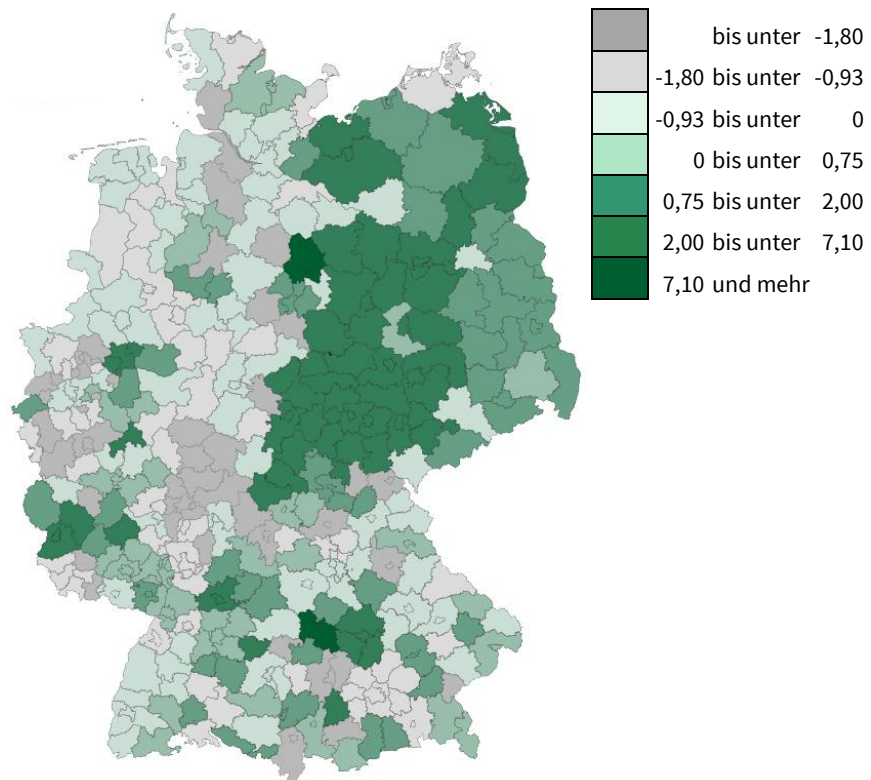 bis unter -1,80
-1,80 bis unter -0,93
-0,93 bis unter 0
0 bis unter 0,75
0,75 bis unter 2,00
2,00 bis unter 7,10
7,10 und mehr